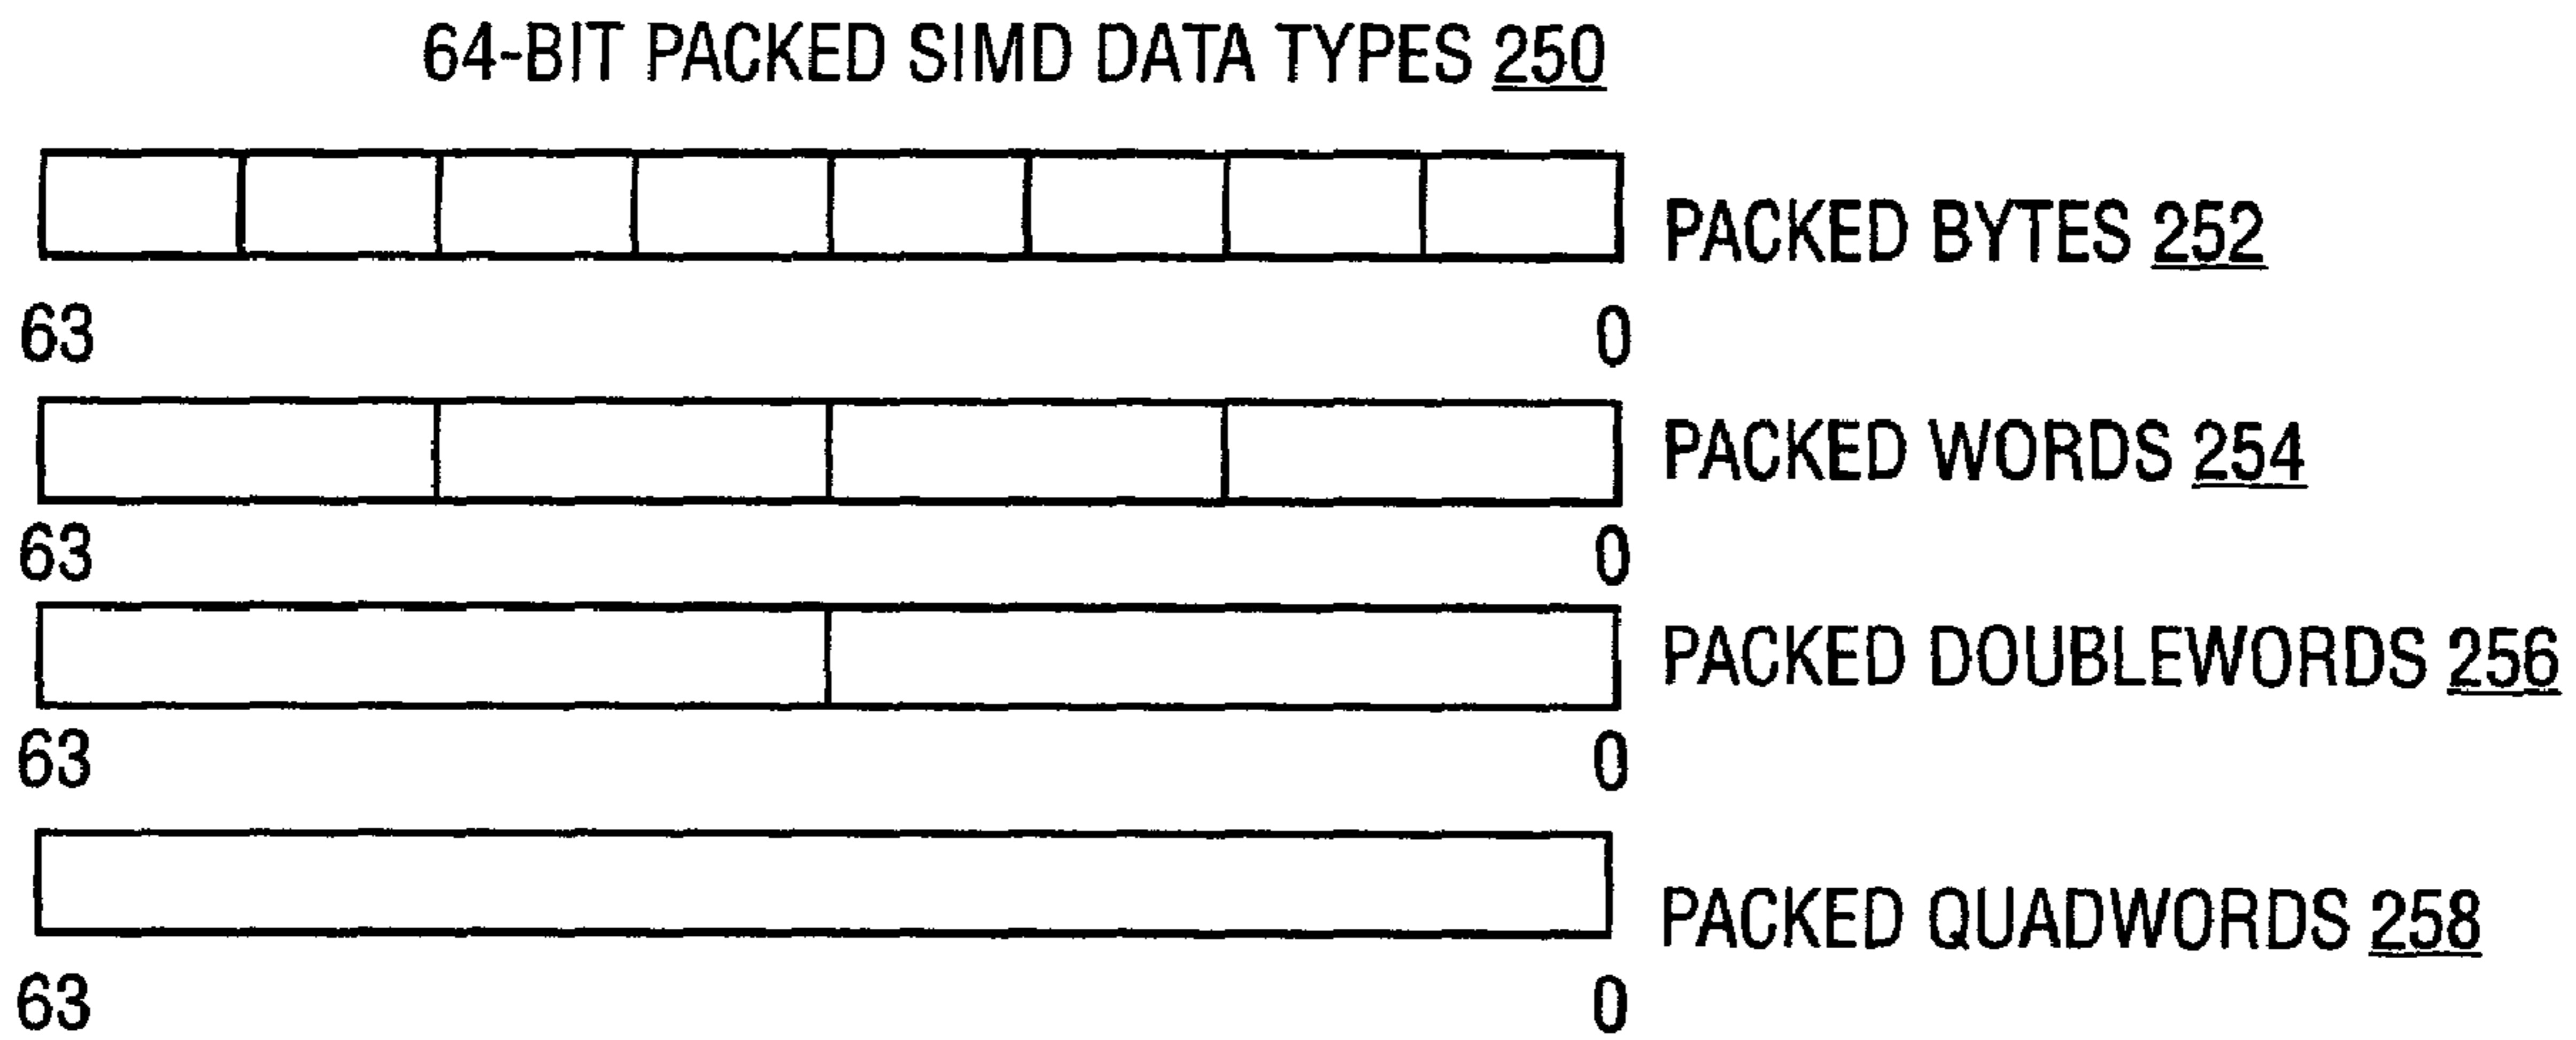 64-BIT PACKED SIMD DATA TYPES 250
PACKED BYTES 252
63 0
PACKED WORDS 254
63 0
PACKED DOUBLEWORDS 256
63 0
PACKED QUADWORDS 258
63 0